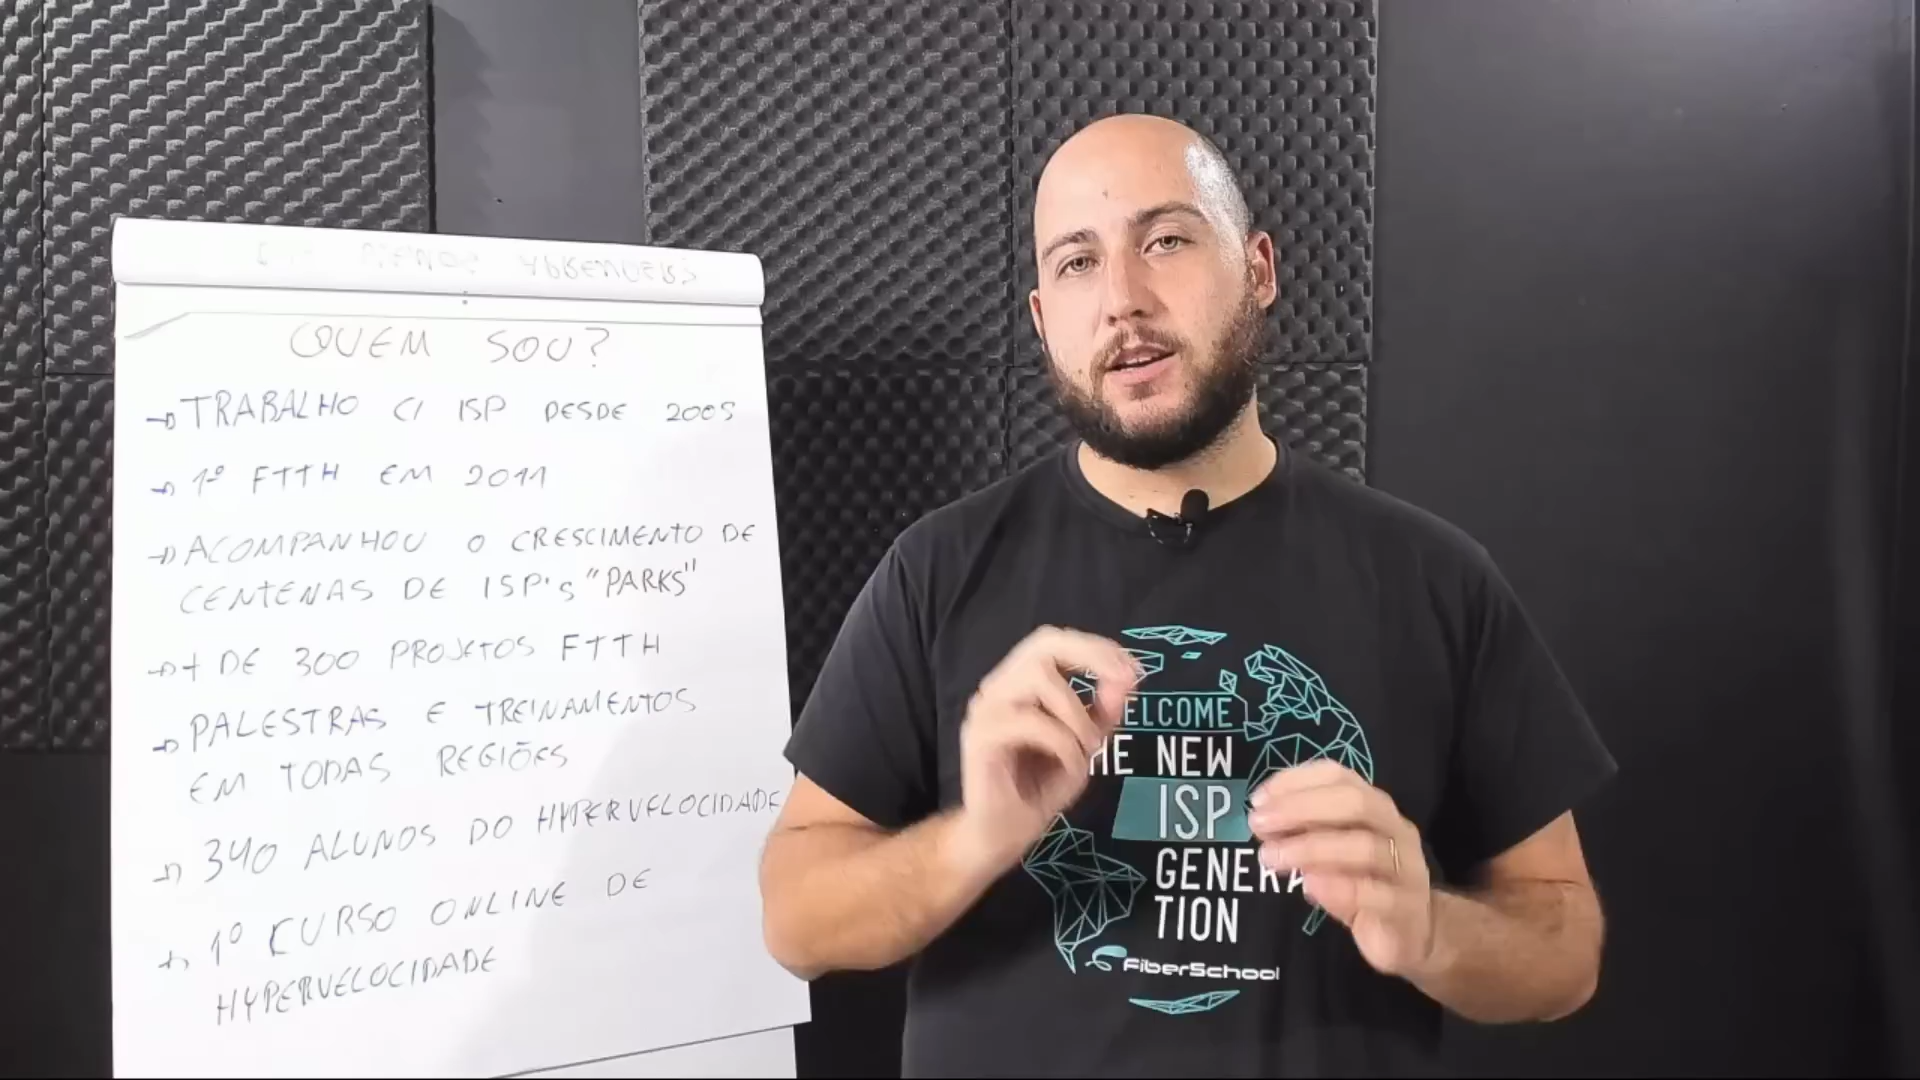 QUEM SOU?
TRABALHO C/ ISP DESDE 2005
1º FTTH EM 2011
ACOMPANHOU O CRESCIMENTO DE
CENTENAS DE ISP'S "PARKS"
+ DE 300 PROJETOS FTTH
PALESTRAS E TREINAMENTOS
EM TODAS REGIÕES
340 ALUNOS DO HYPERVELOCIDADE
1º CURSO ONLINE DE
HYPERVELOCIDADE
ELCOME
HE NEW
ISP
GENERA
TION
FiberSchool